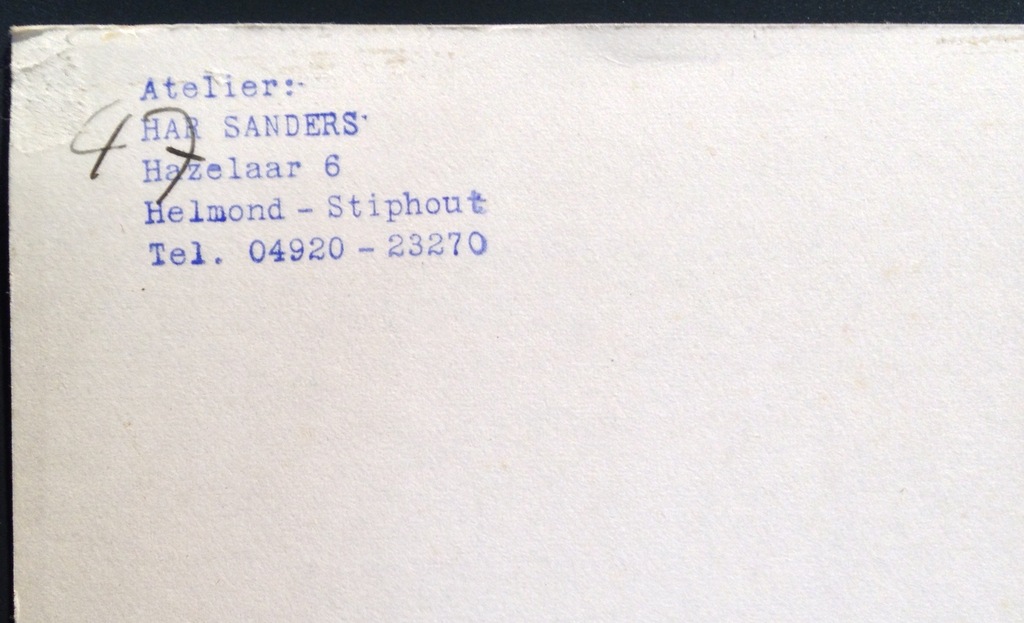 Atelier:
HAR SANDERS
47
Hazelaar 6
Helmond - Stiphout
Tel. 04920 - 23270